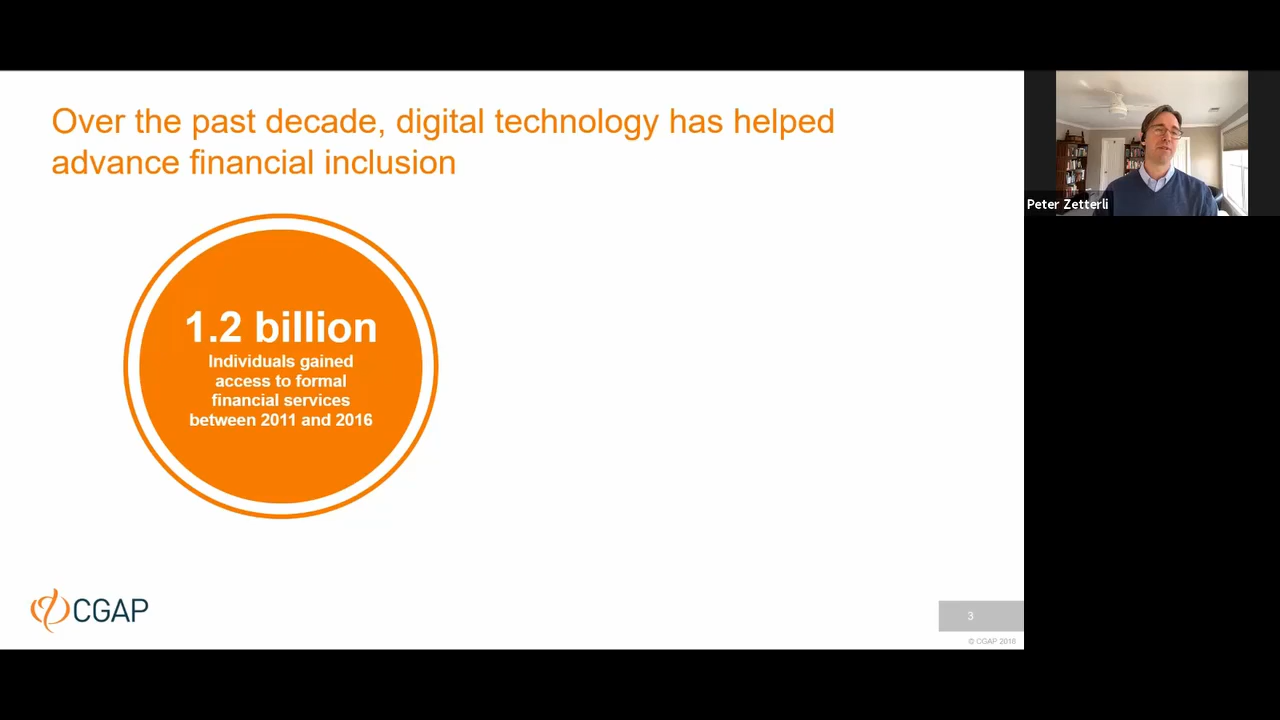 Over the past decade, digital technology has helped
advance financial inclusion
1.2 billion
Individuals gained
access to formal
financial services
between 2011 and 2016
CGAP
3
© CGAP 2016
Peter Zetterli